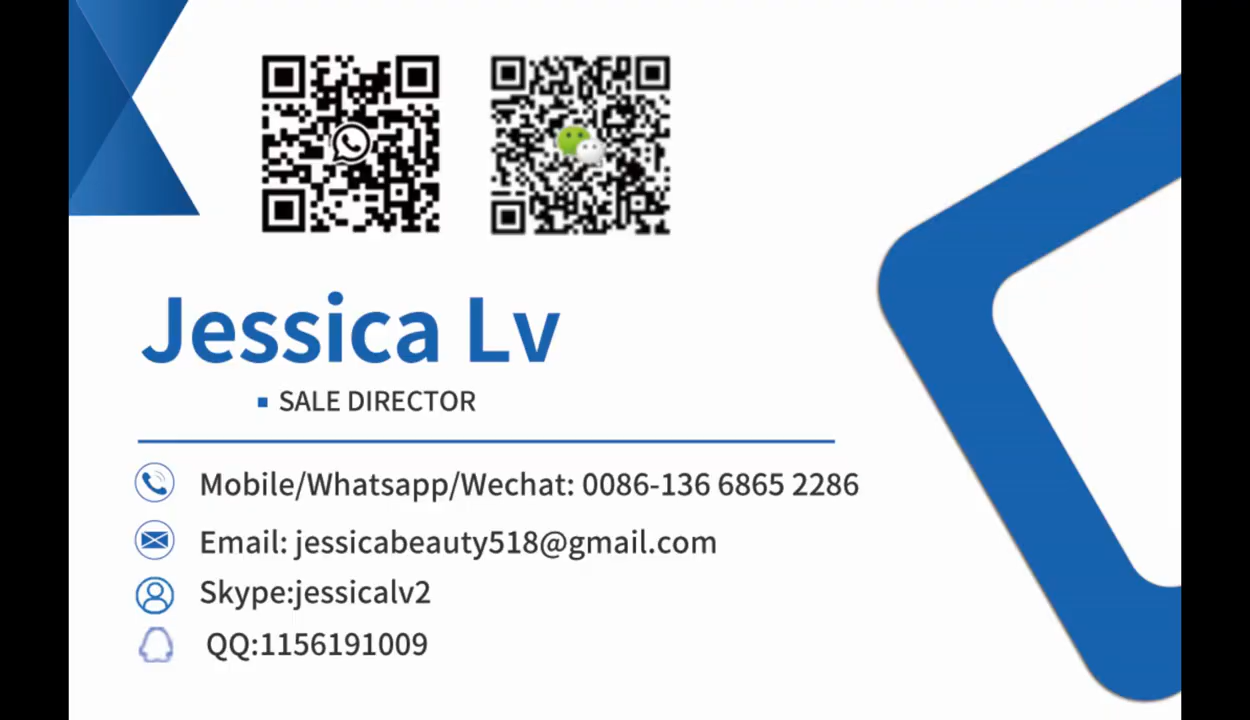 Jessica Lv
SALE DIRECTOR
Mobile/Whatsapp/Wechat: 0086-136 6865 2286
Email: jessicabeauty518@gmail.com
Skype:jessicalv2
QQ:1156191009